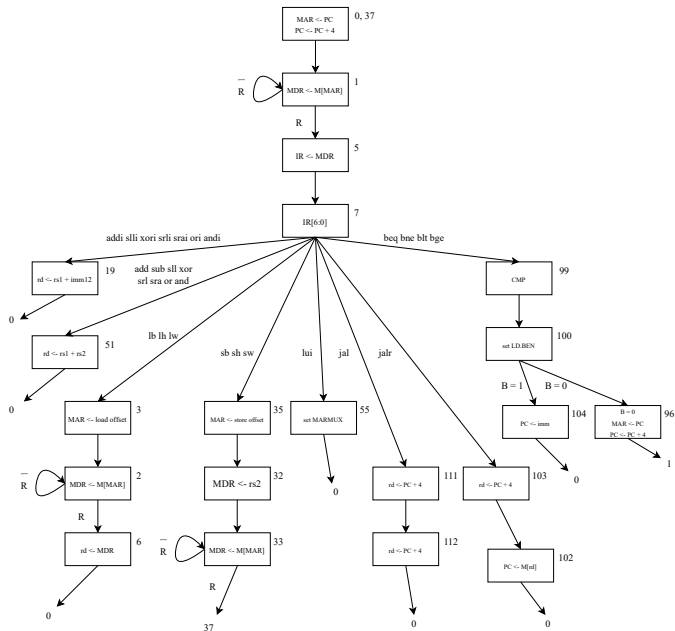 MAR <- PC
PC <- PC + 4
0, 37
R
MDR <- M[MAR]
1
R
IR <- MDR
5
IR[6:0]
7
addi slli xori srli srai ori andi
beq bne blt bge
rd <- rs1 + imm12
19
add sub sll xor
srl sra or and
CMP
99
0
rd <- rs1 + rs2
51
lb lh lw
sb sh sw
lui
jal
jalr
set LD.BEN
100
0
B = 1
B = 0
MAR <- load offset
3
MAR <- store offset
35
set MARMUX
55
PC <- imm
104
B = 0
MAR <- PC
PC <- PC + 4
96
R
MDR <- M[MAR]
2
MDR <- rs2
32
0
rd <- PC + 4
111
rd <- PC + 4
103
0
1
R
rd <- MDR
6
R
MDR <- M[MAR]
33
rd <- PC + 4
112
PC <- M[rd]
102
R
0
37
0
0